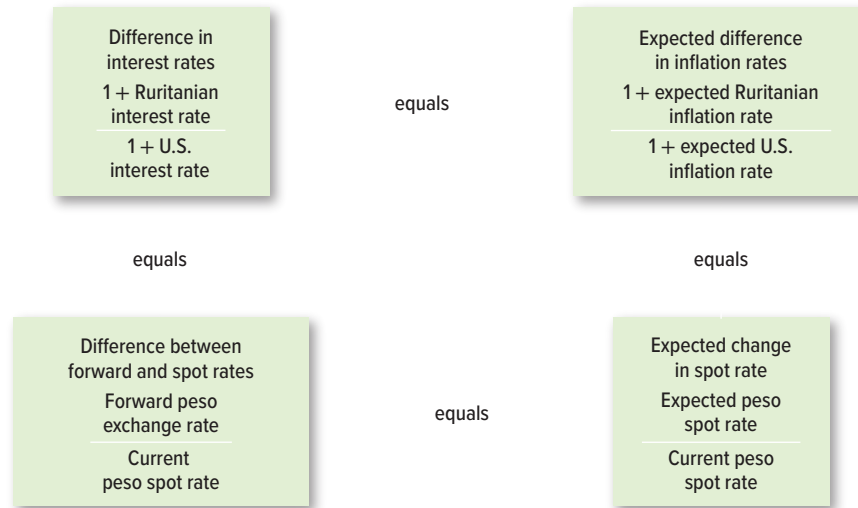 Difference in
interest rates
1 + Ruritanian
interest rate
1 + U.S.
interest rate
equals
Expected difference
in inflation rates
1 + expected Ruritanian
inflation rate
1 + expected U.S.
inflation rate
equals
equals
Difference between
forward and spot rates
Forward peso
exchange rate
Current
peso spot rate
equals
Expected change
in spot rate
Expected peso
spot rate
Current peso
spot rate